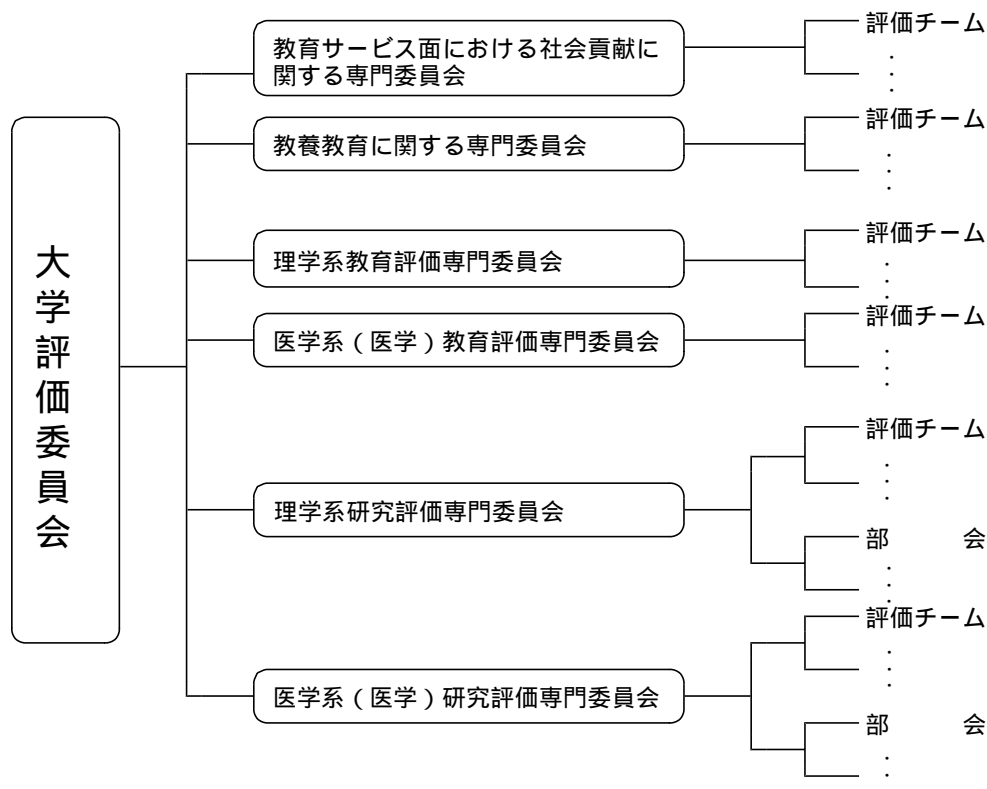 大学評価委員会
教育サービス面における社会貢献に
関する専門委員会
評価チーム
教養教育に関する専門委員会
評価チーム
理学系教育評価専門委員会
評価チーム
医学系（医学）教育評価専門委員会
評価チーム
理学系研究評価専門委員会
評価チーム
部　　会
医学系（医学）研究評価専門委員会
評価チーム
部　　会